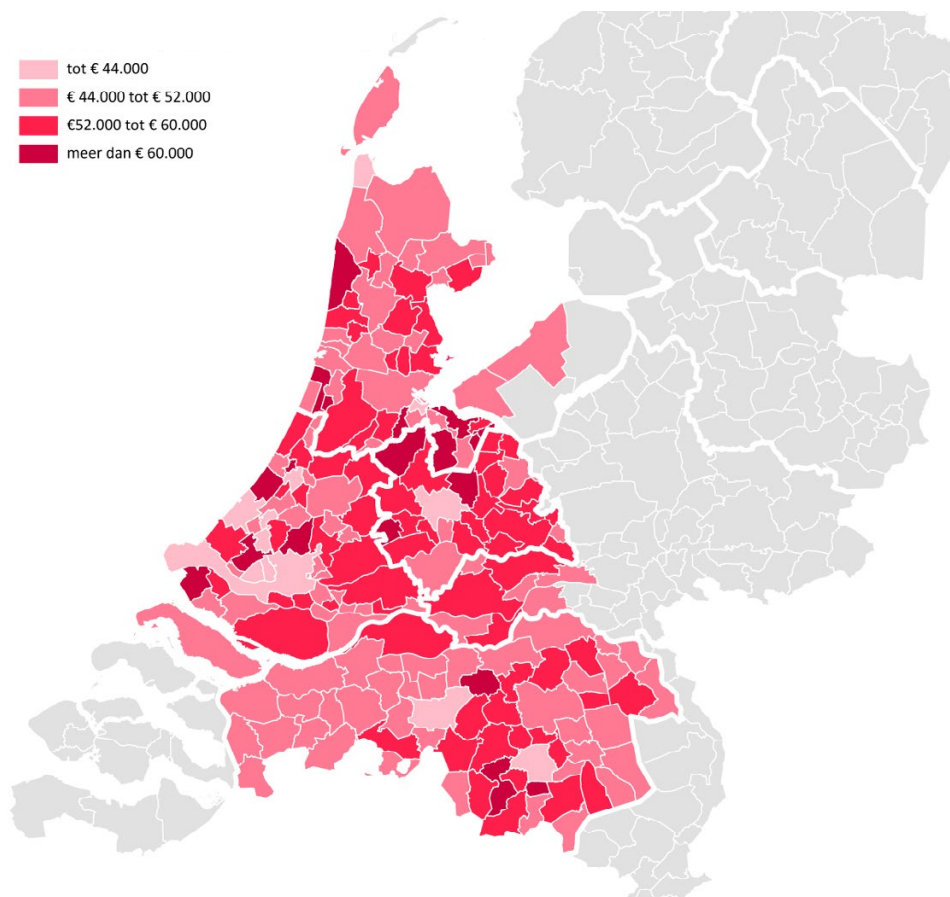 tot € 44.000
€ 44.000 tot € 52.000
€52.000 tot € 60.000
meer dan € 60.000